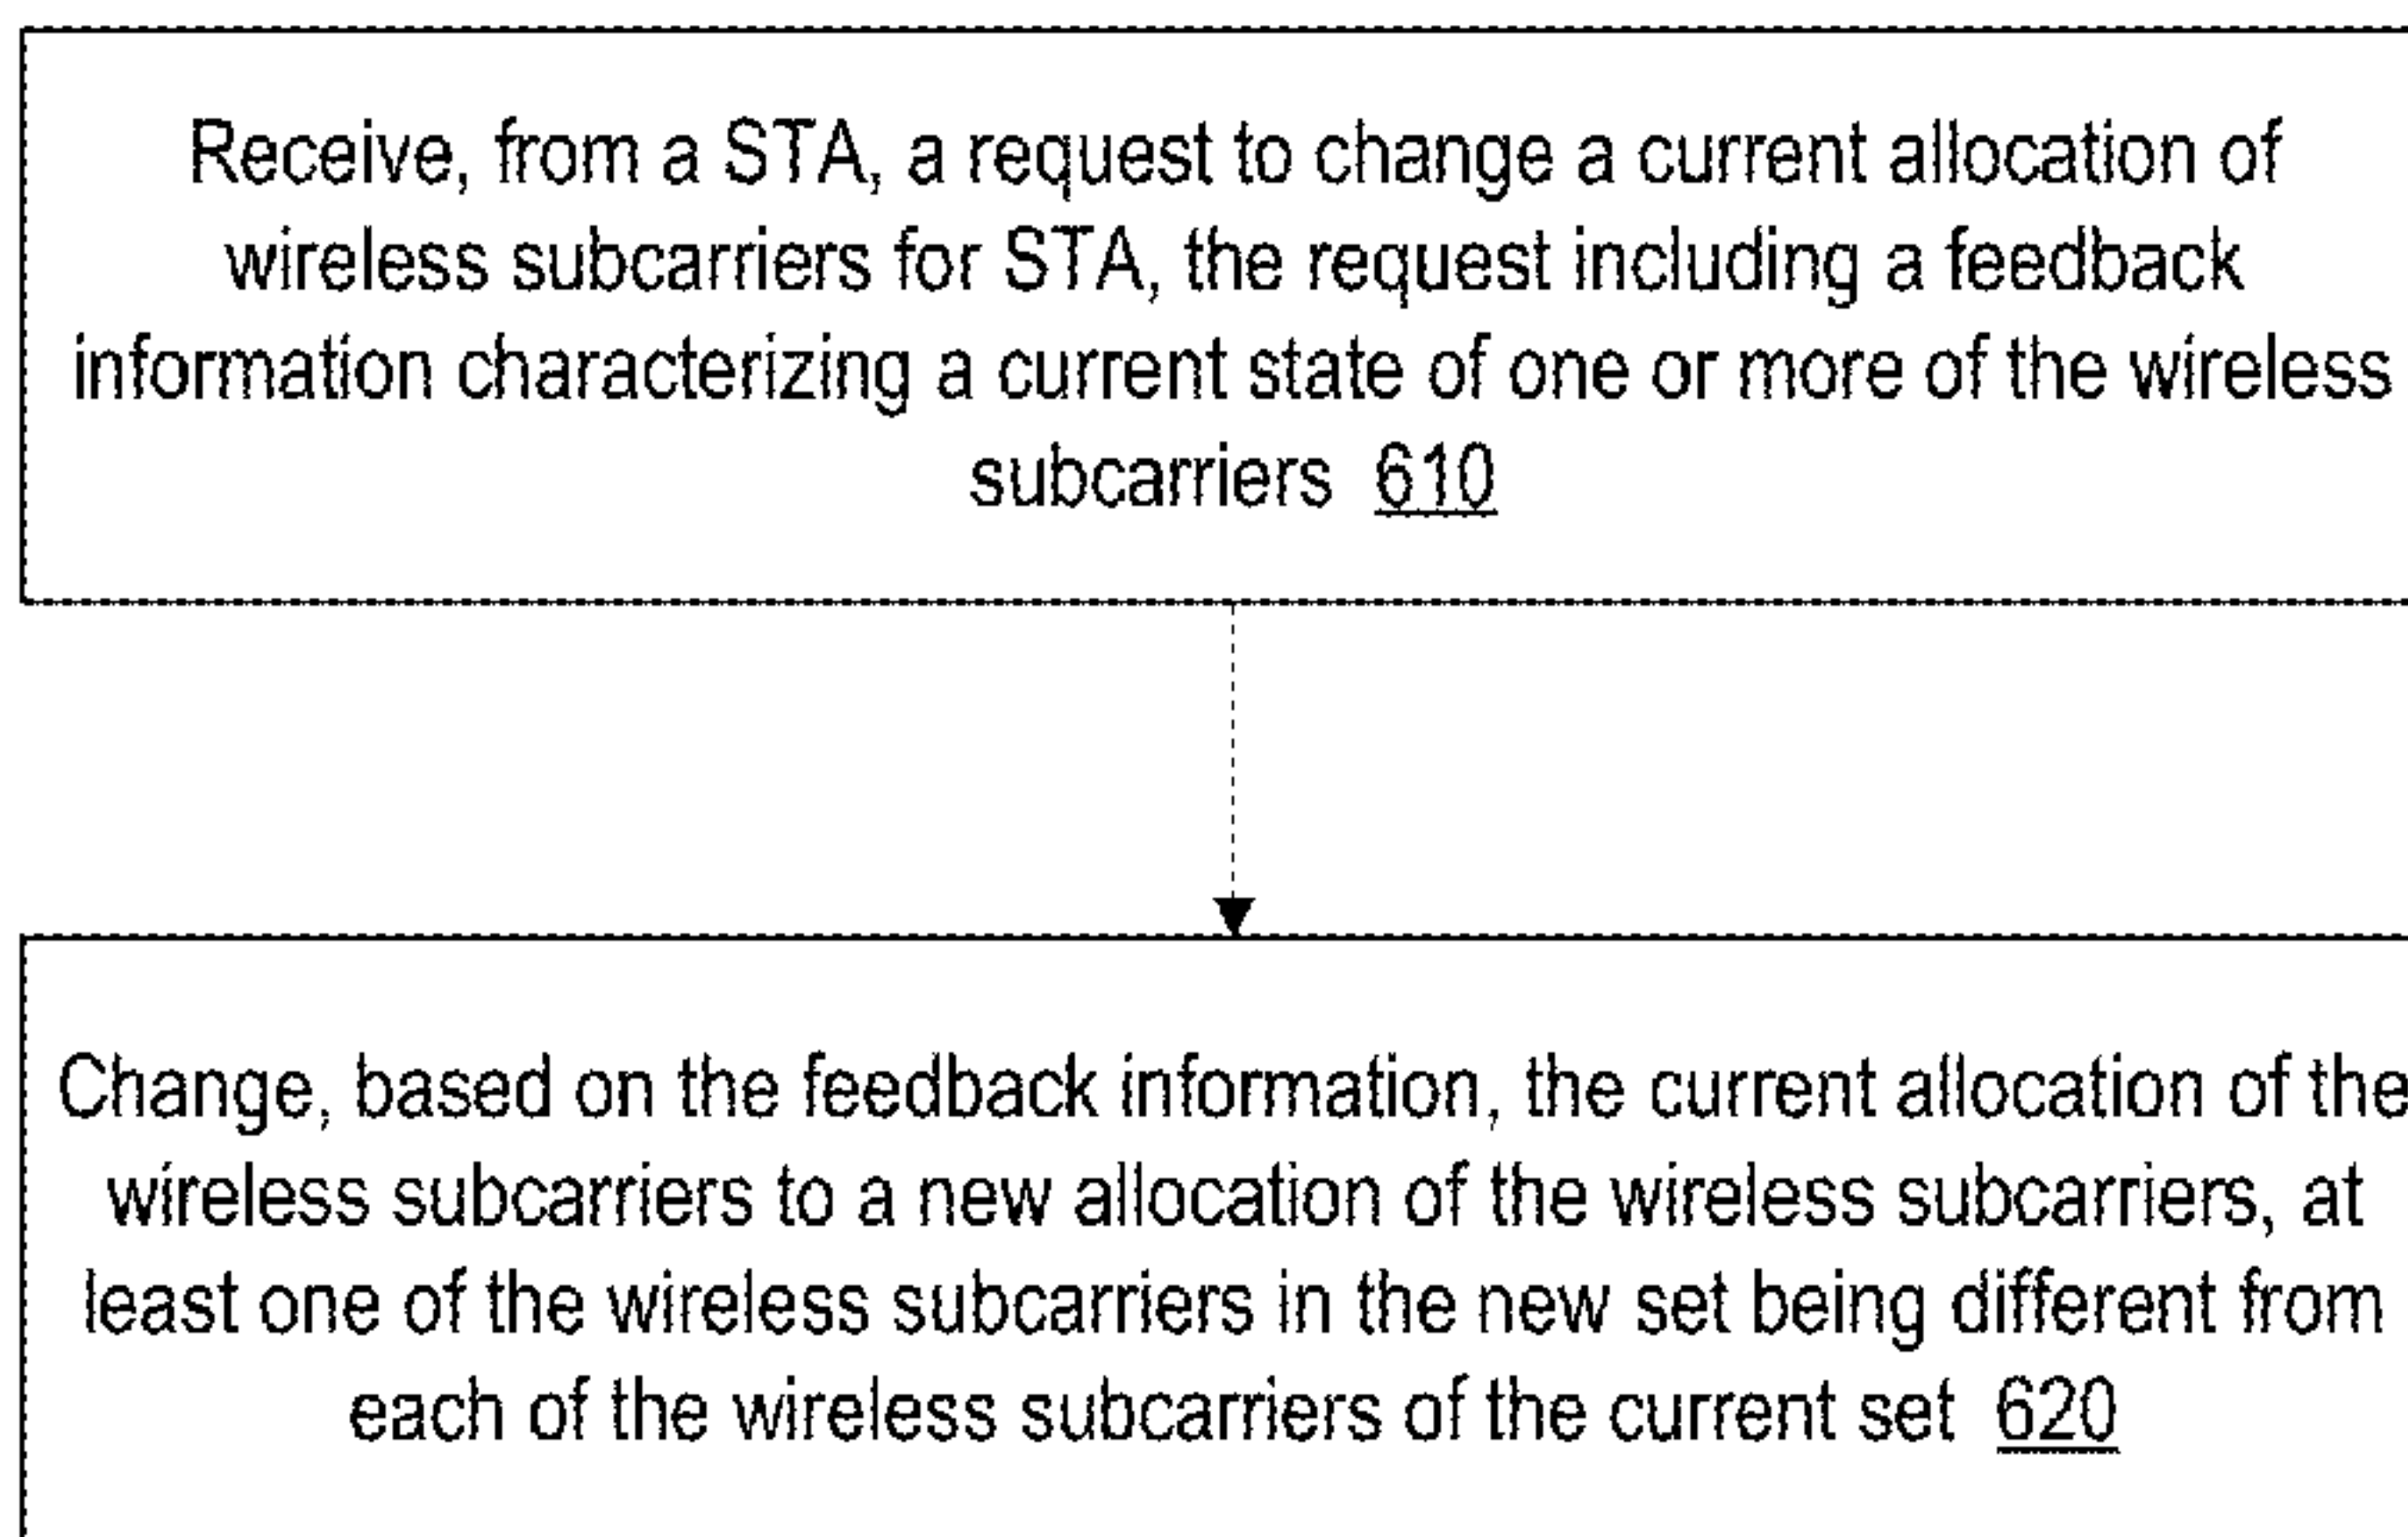 Receive, from a STA, a request to change a current allocation of
wireless subcarriers for STA, the request including a feedback
information characterizing a current state of one or more of the wireless
subcarriers 610
Change, based on the feedback information, the current allocation of the
wireless subcarriers to a new allocation of the wireless subcarriers, at
least one of the wireless subcarriers in the new set being different from
each of the wireless subcarriers of the current set 620